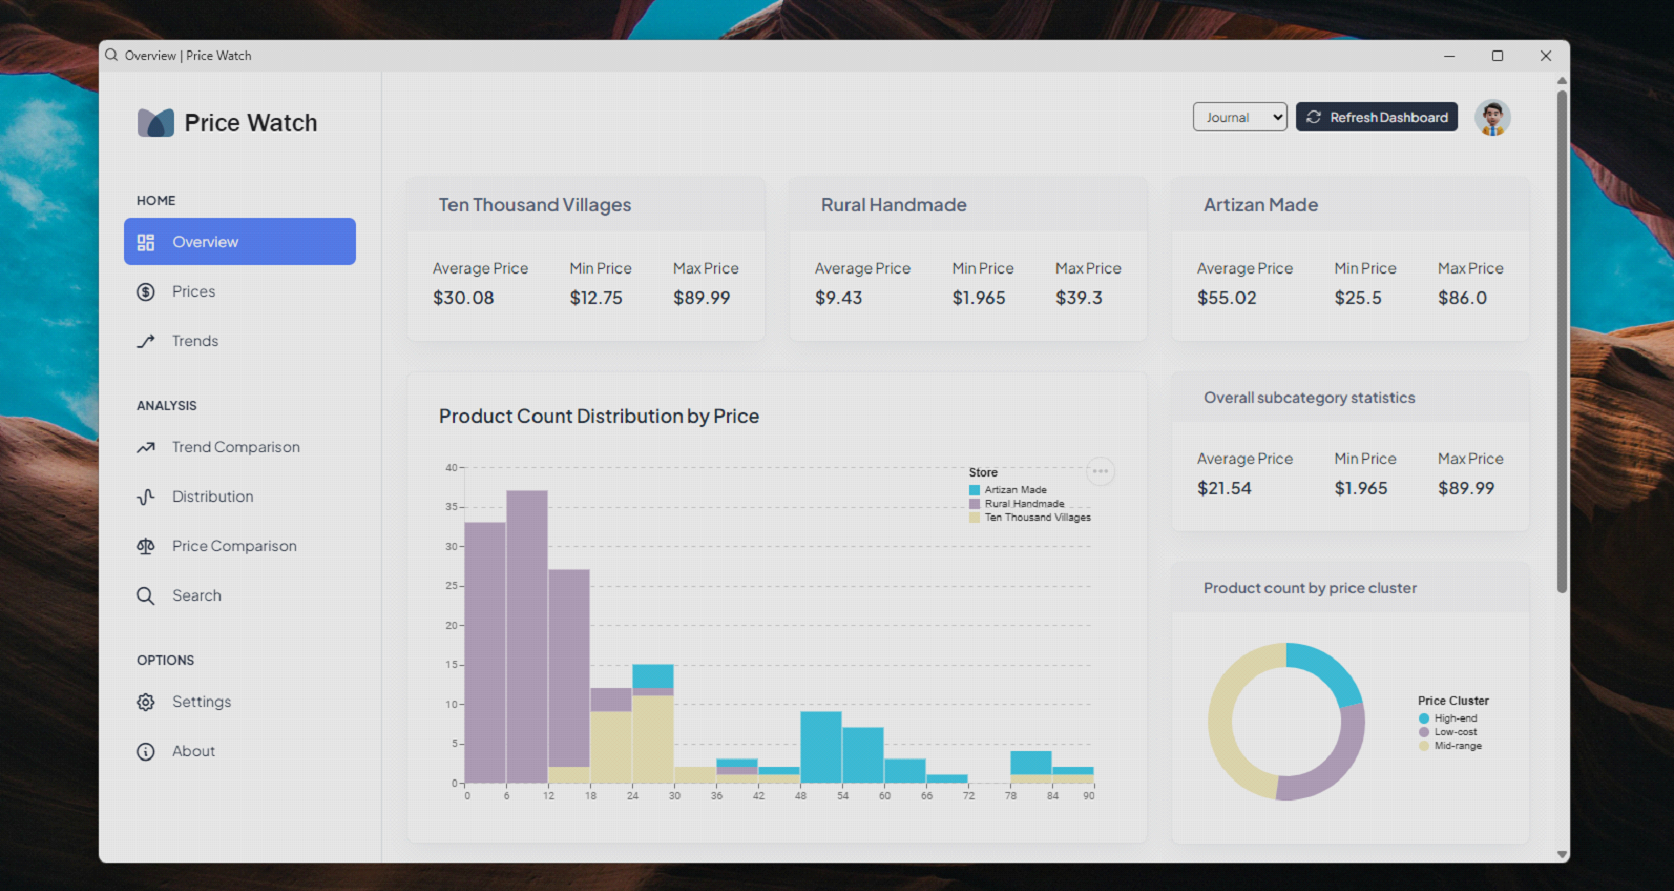 Overview | Price Watch
Price Watch
Journal
Refresh Dashboard
HOME
Overview
Prices
Trends
ANALYSIS
Trend Comparison
Distribution
Price Comparison
Search
OPTIONS
Settings
About
Ten Thousand Villages
Average Price Min Price Max Price
$30.08 $12.75 $89.99
Rural Handmade
Average Price Min Price Max Price
$9.43 $1.965 $39.3
Artizan Made
Average Price Min Price Max Price
$55.02 $25.5 $86.0
Product Count Distribution by Price
Store
Artizan Made
Rural Handmade
Ten Thousand Villages
40
35
30
25
20
15
10
5
0
0 6 12 18 24 30 36 42 48 54 60 66 72 78 84 90
Overall subcategory statistics
Average Price Min Price Max Price
$21.54 $1.965 $89.99
Product count by price cluster
Price Cluster
High-end
Low-cost
Mid-range